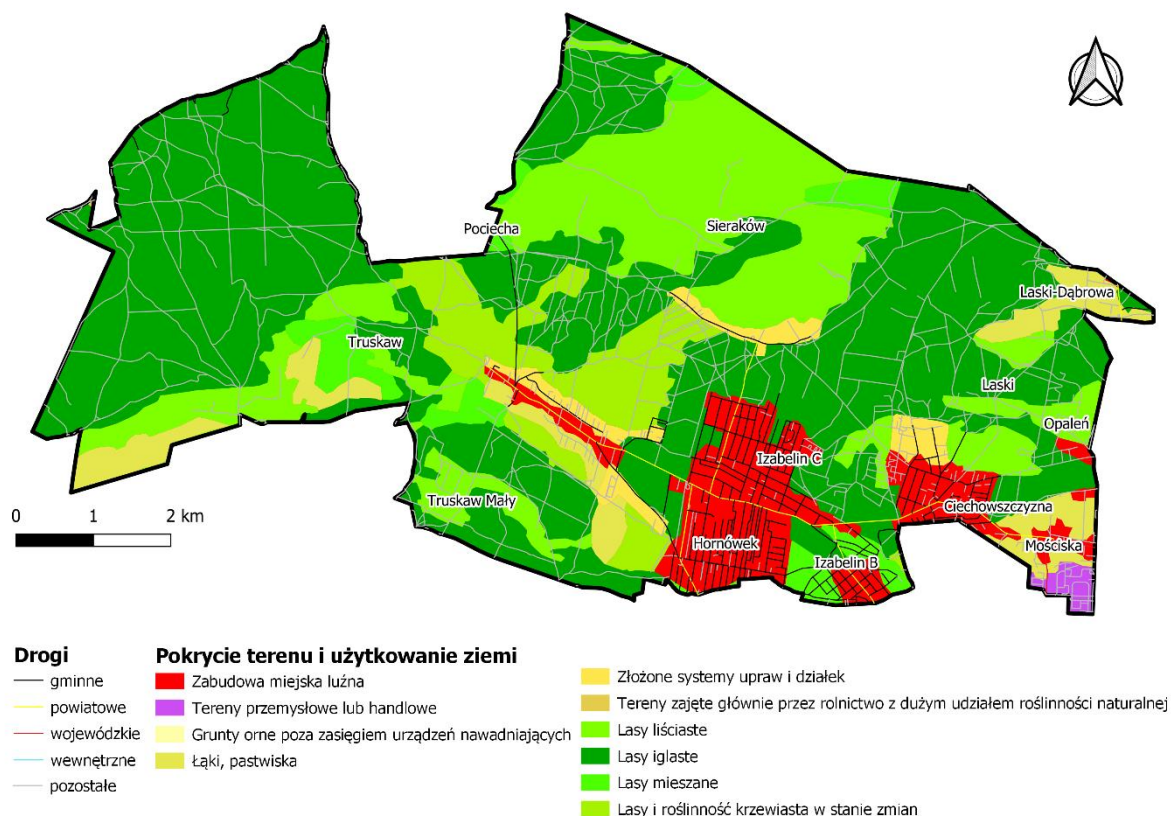 Pociecha
Sieraków
Laski-Dąbrowa
Truskaw
Laski
Opaleń
Izabelin C
Truskaw Mały
Ciechowszczyzna
Hornówek
Mościska
Izabelin B
0 1 2 km
Drogi
gminne
powiatowe
wojewódzkie
wewnętrzne
pozostałe
Pokrycie terenu i użytkowanie ziemi
Zabudowa miejska luźna
Tereny przemysłowe lub handlowe
Grunty orne poza zasięgiem urządzeń nawadniających
Łąki, pastwiska
Złożone systemy upraw i działek
Tereny zajęte głównie przez rolnictwo z dużym udziałem roślinności naturalnej
Lasy liściaste
Lasy iglaste
Lasy mieszane
Lasy i roślinność krzewiasta w stanie zmian